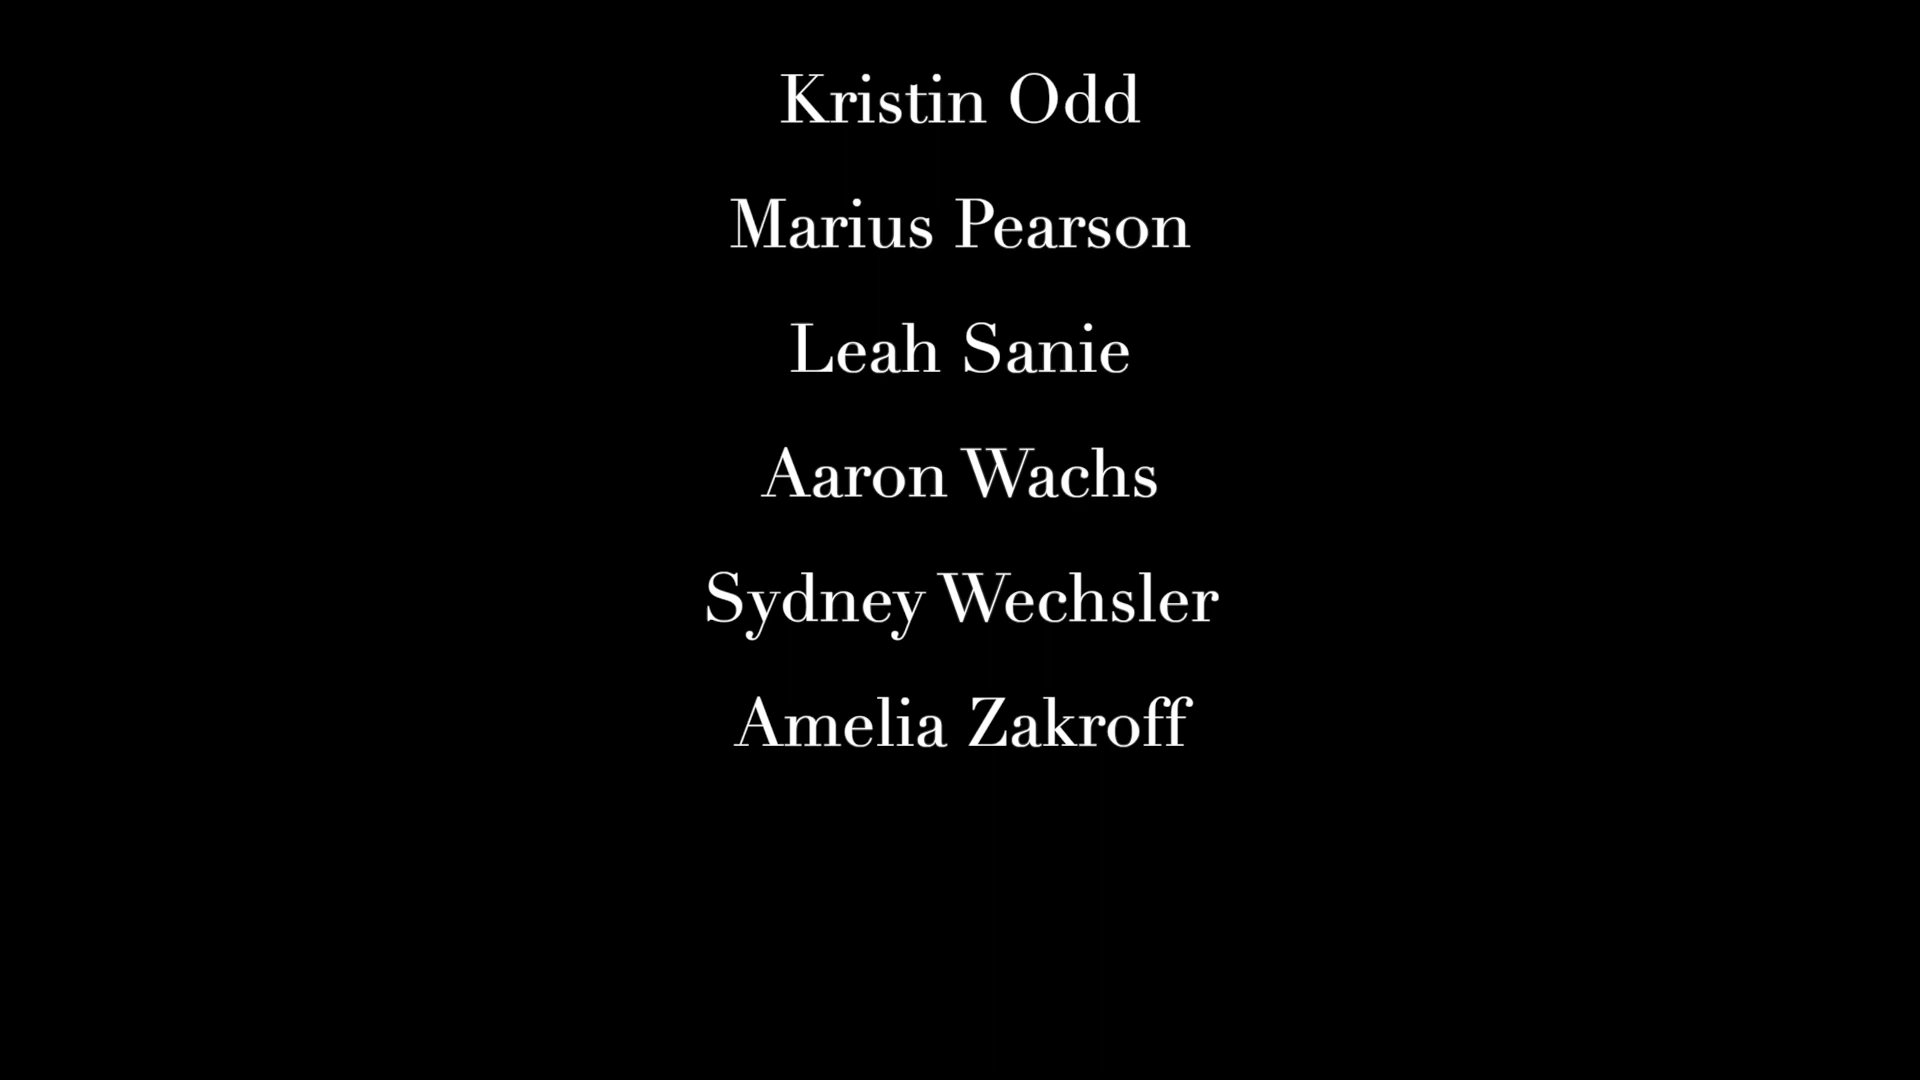 Kristin Odd
Marius Pearson
Leah Sanie
Aaron Wachs
Sydney Wechsler
Amelia Zakroff